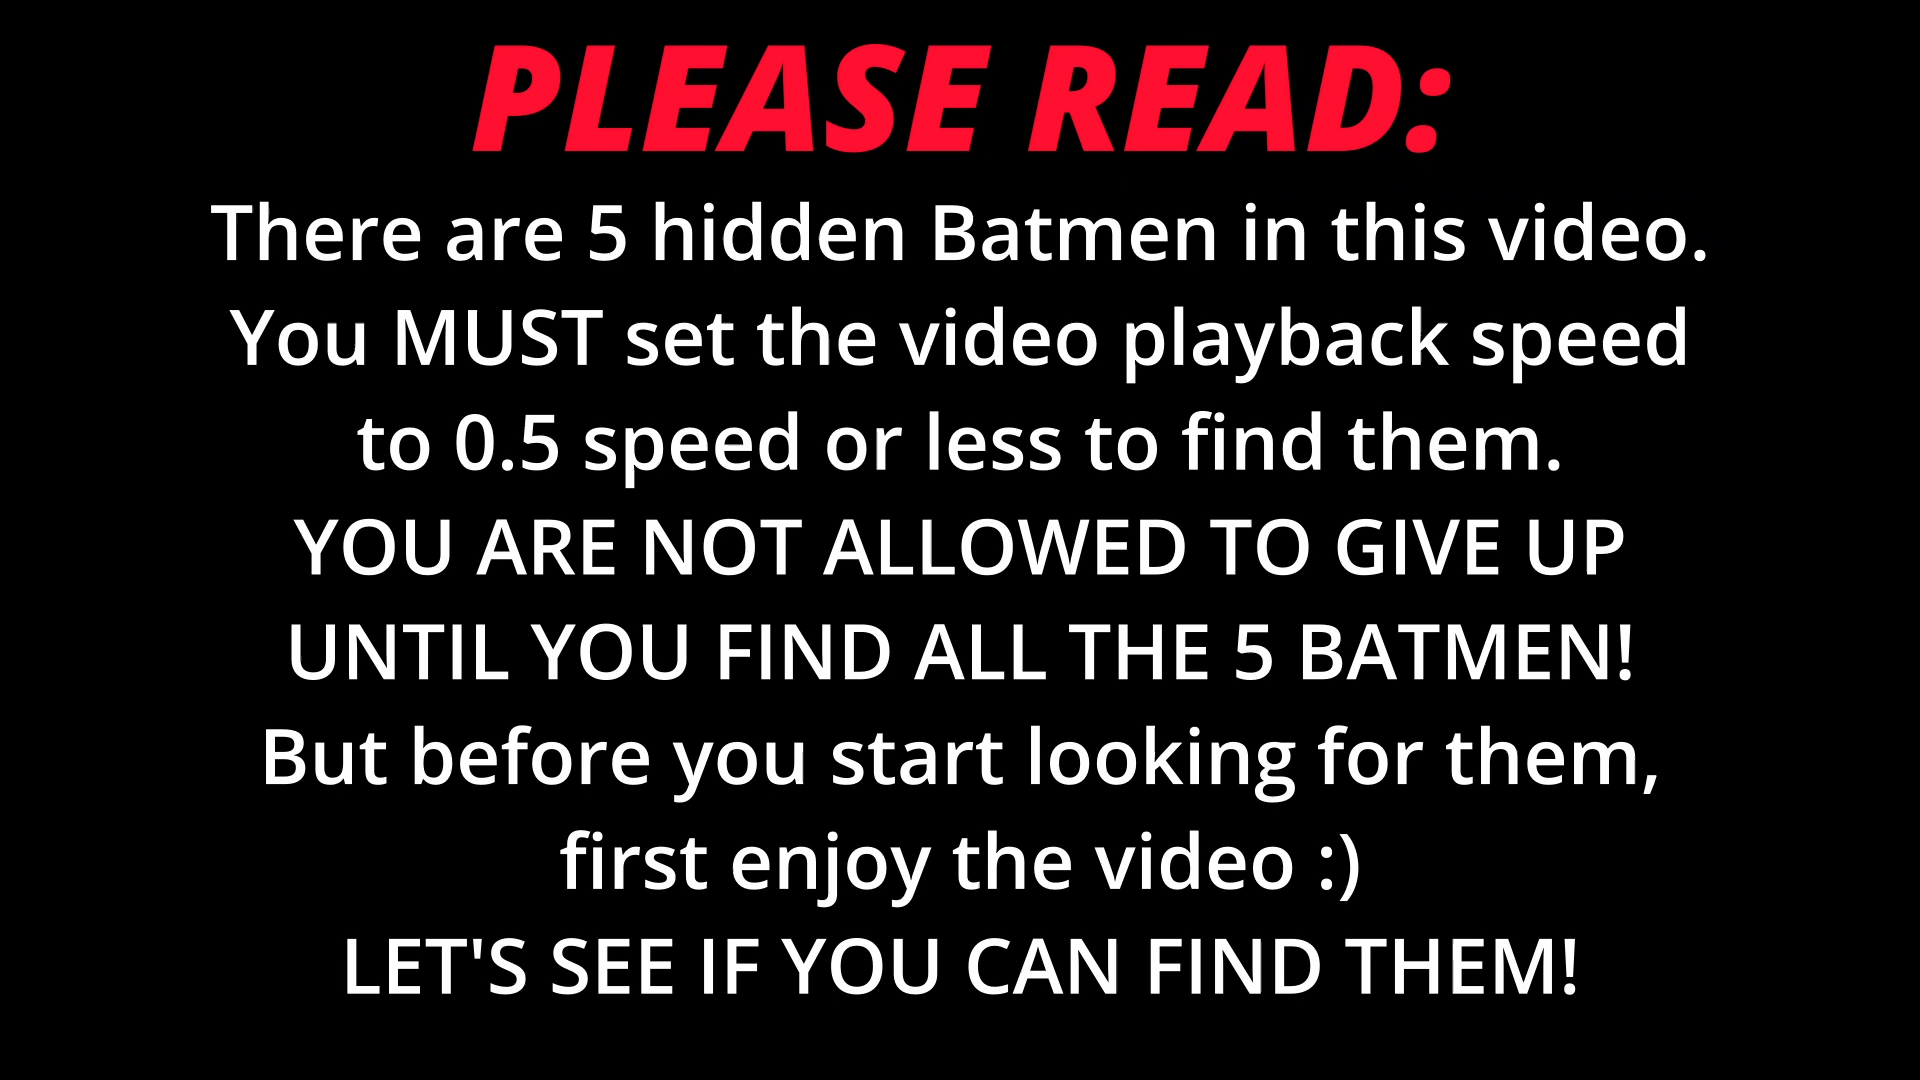 PLEASE READ:
There are 5 hidden Batmen in this video.
You MUST set the video playback speed
to 0.5 speed or less to find them.
YOU ARE NOT ALLOWED TO GIVE UP
UNTIL YOU FIND ALL THE 5 BATMEN!
But before you start looking for them,
first enjoy the video :)
LET'S SEE IF YOU CAN FIND THEM!